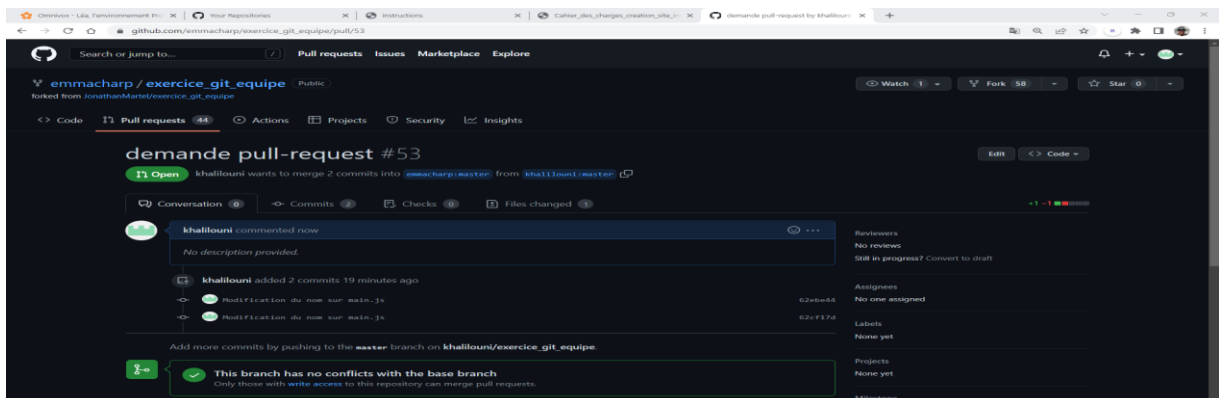 Omnivox - Léa, l'environnement Pro
Your Repositories
instructions
Cahier_des_charges_creation_site_i
demande pull-request by khalilouni
github.com/emmacharp/exercice_git_equipe/pull/53
Search or jump to...
/
Pull requests Issues Marketplace Explore
emmacharp / exercice_git_equipe Public
Watch 1 Fork 58 Star 0
forked from JonathanMartel/exercice_git_equipe
<> Code Pull requests 44 Actions Projects Security Insights
demande pull-request #53
Edit <> Code
Open khalilouni wants to merge 2 commits into emmacharp:master from khalilouni:master
Conversation 0 Commits 2 Checks 0 Files changed 1
+1 −1
khalilouni commented now
No description provided.
khalilouni added 2 commits 19 minutes ago
Modification du nom sur main.js 62ebe44
Modification du nom sur main.js 62cf17d
Add more commits by pushing to the master branch on khalilouni/exercice_git_equipe.
This branch has no conflicts with the base branch
Only those with write access to this repository can merge pull requests.
Reviewers
No reviews
Still in progress? Convert to draft
Assignees
No one assigned
Labels
None yet
Projects
None yet
Milestone